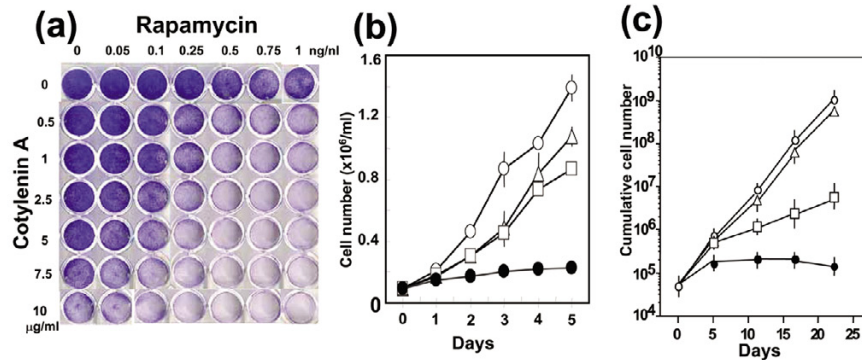 (a)
Rapamycin
0 0.05 0.1 0.25 0.5 0.75 1 ng/nl
Cotylenin A
0
0.5
1
2.5
5
7.5
10
μg/ml
(b)
Cell number (x10⁶/ml)
1.6
1.2
0.8
0.4
0
0 1 2 3 4 5
Days
(c)
Cumulative cell number
10¹⁰
10⁹
10⁸
10⁷
10⁶
10⁵
10⁴
0 5 10 15 20 25
Days